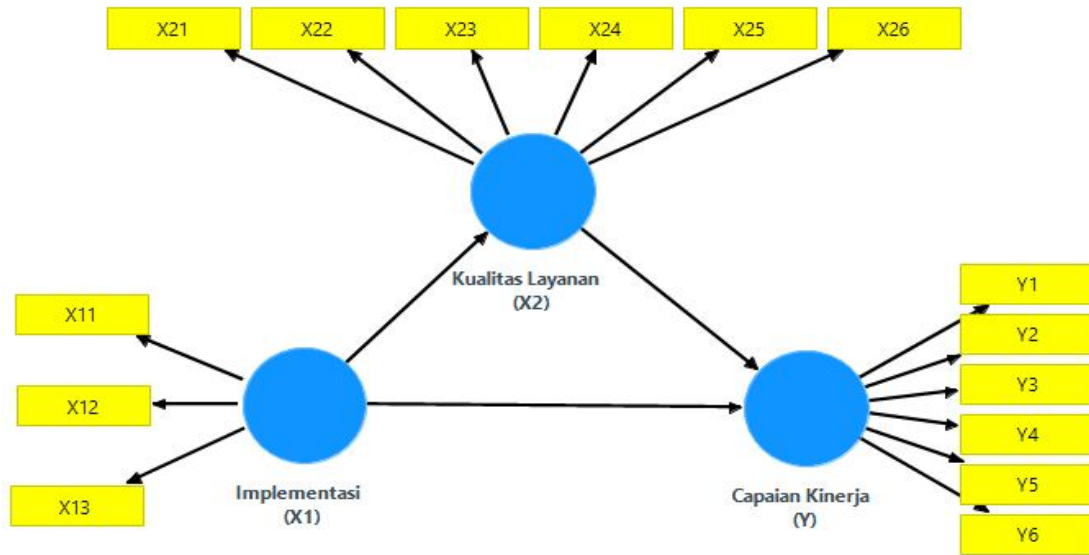 X21
X22
X23
X24
X25
X26
Kualitas Layanan
(X2)
X11
X12
X13
Implementasi
(X1)
Capaian Kinerja
(Y)
Y1
Y2
Y3
Y4
Y5
Y6